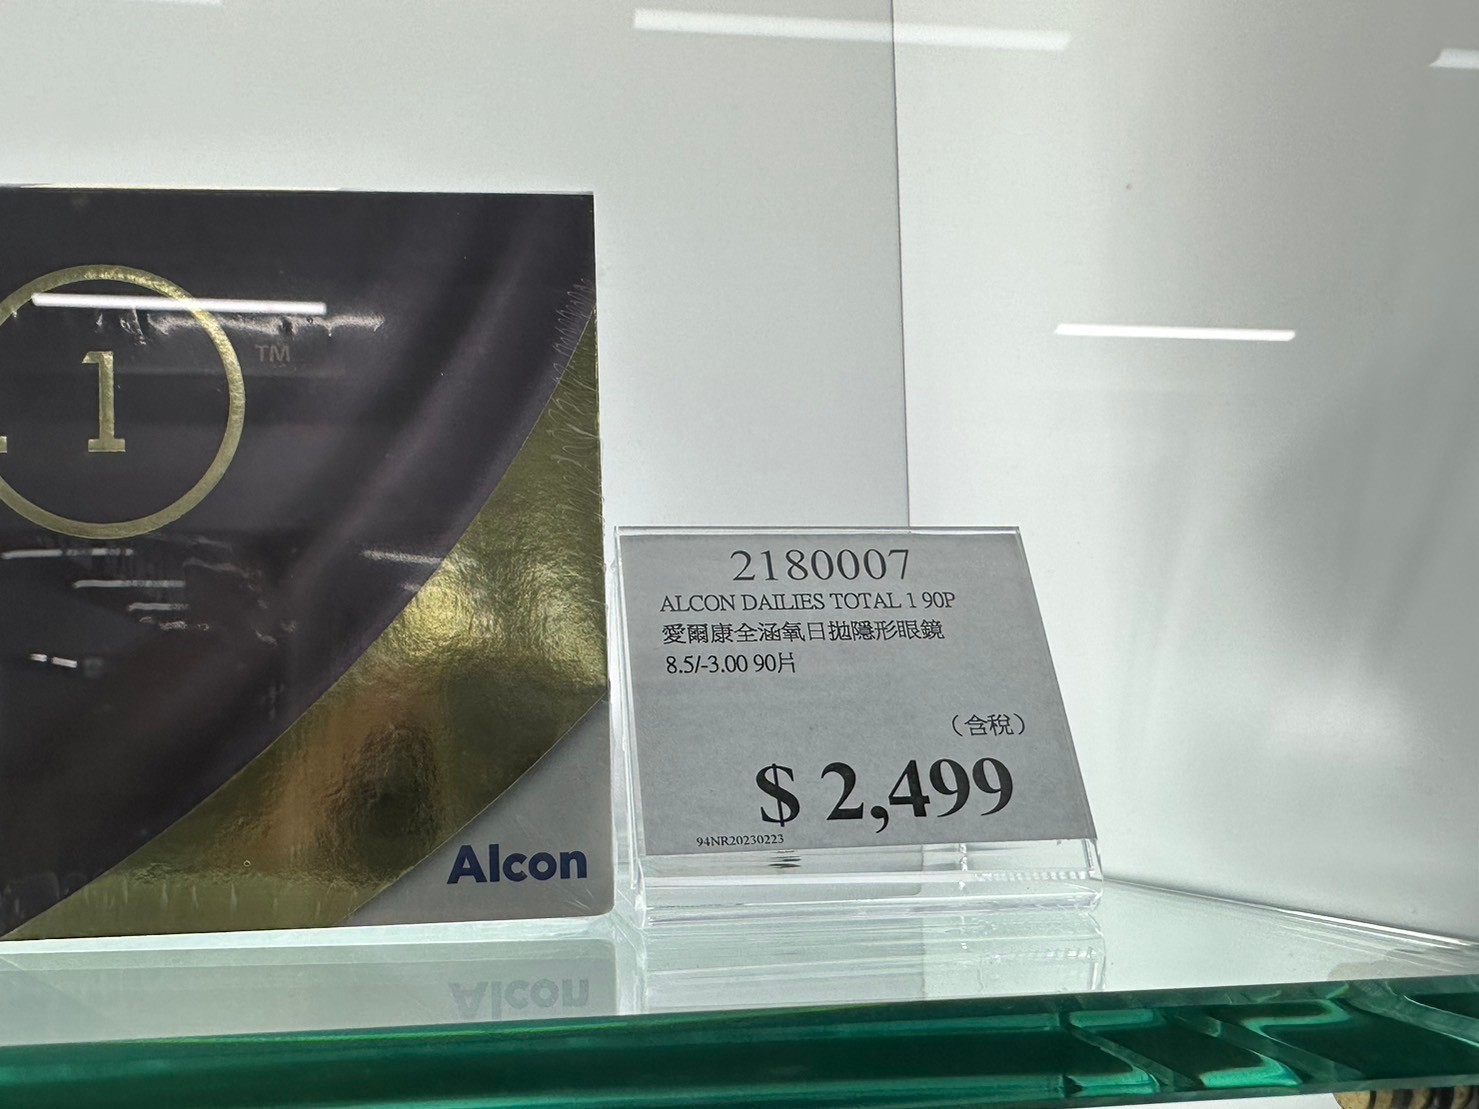 1
TM
Alcon
2180007
ALCON DAILIES TOTAL 1 90P
愛爾康全涵氧日拋隱形眼鏡
8.5/-3.00 90片
（含稅）
$ 2,499
94NR20230223